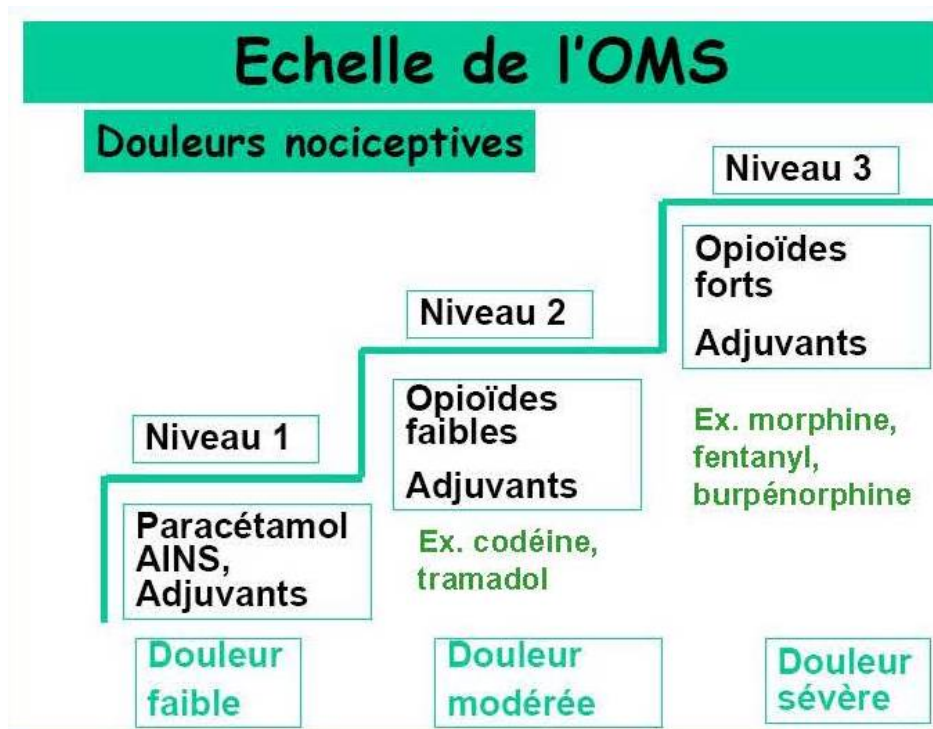 Echelle de l'OMS
Douleurs nociceptives
Niveau 3
Opioïdes
forts
Adjuvants
Ex. morphine,
fentanyl,
burpénorphine
Niveau 2
Opioïdes
faibles
Adjuvants
Ex. codéine,
tramadol
Niveau 1
Paracétamol
AINS,
Adjuvants
Douleur
faible
Douleur
modérée
Douleur
sévère